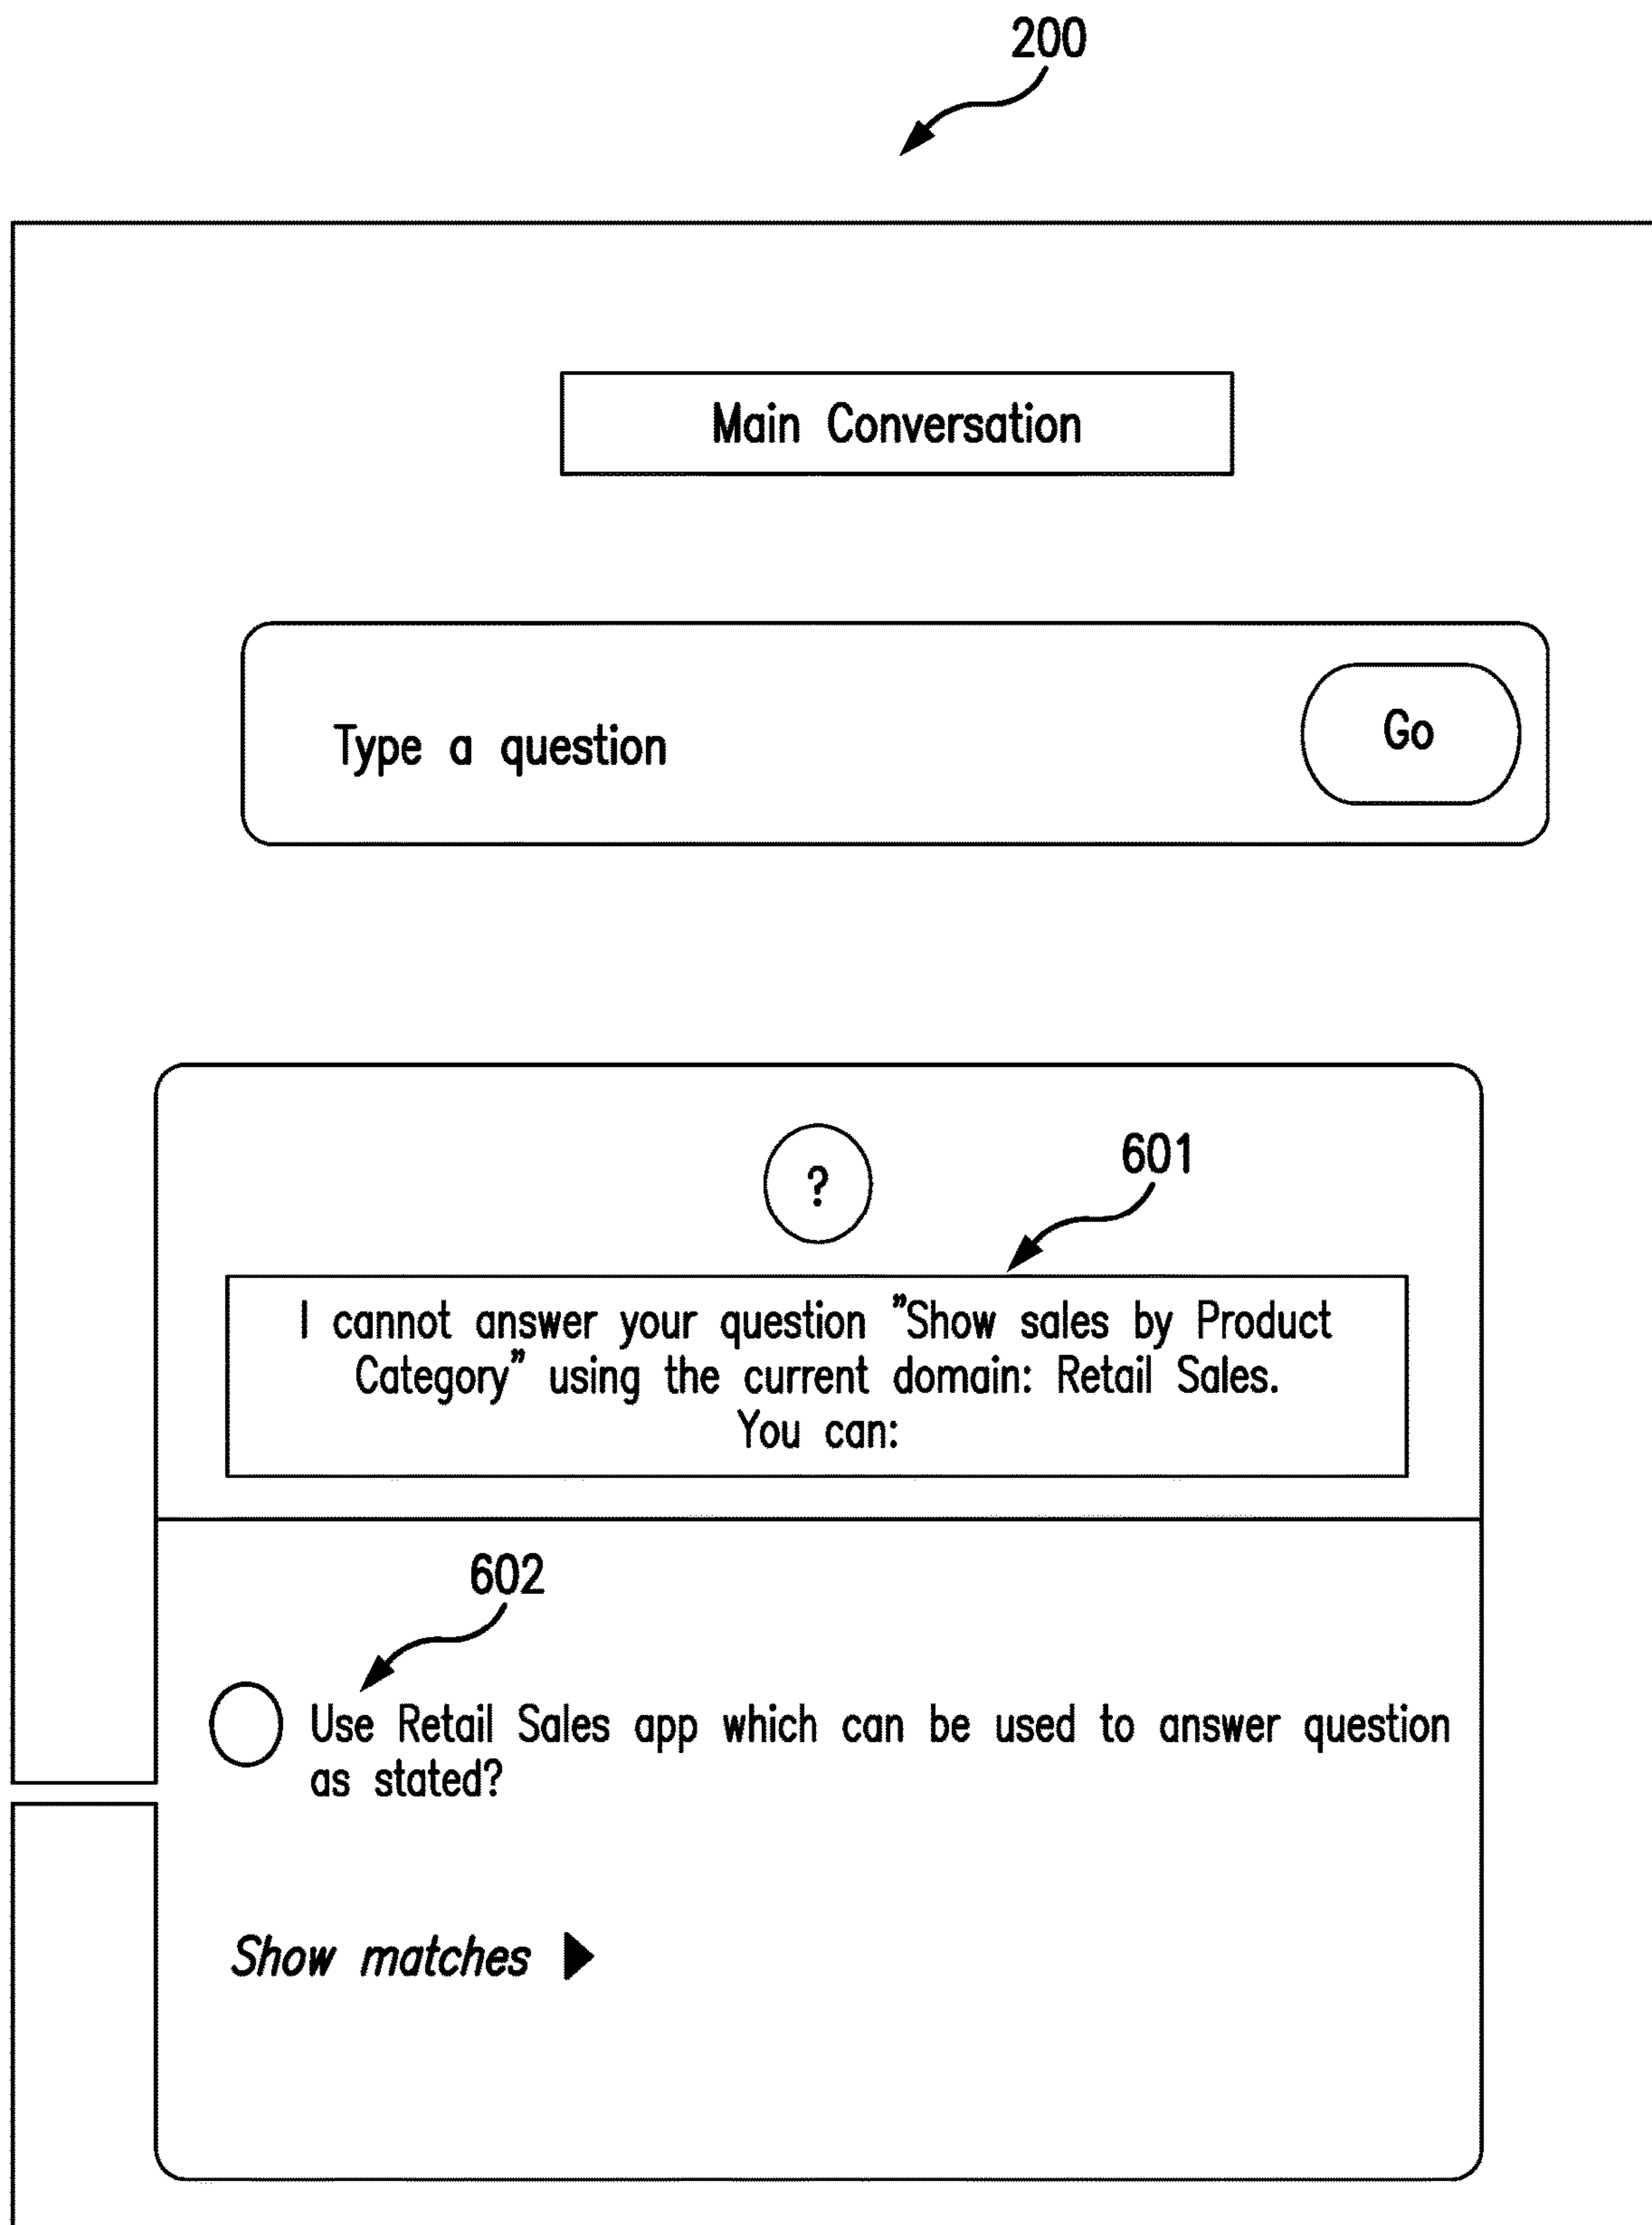 200
Main Conversation
Type a question
Go
?
601
I cannot answer your question ”Show sales by Product
Category” using the current domain: Retail Sales.
You can:
602
Use Retail Sales app which can be used to answer question
as stated?
Show matches